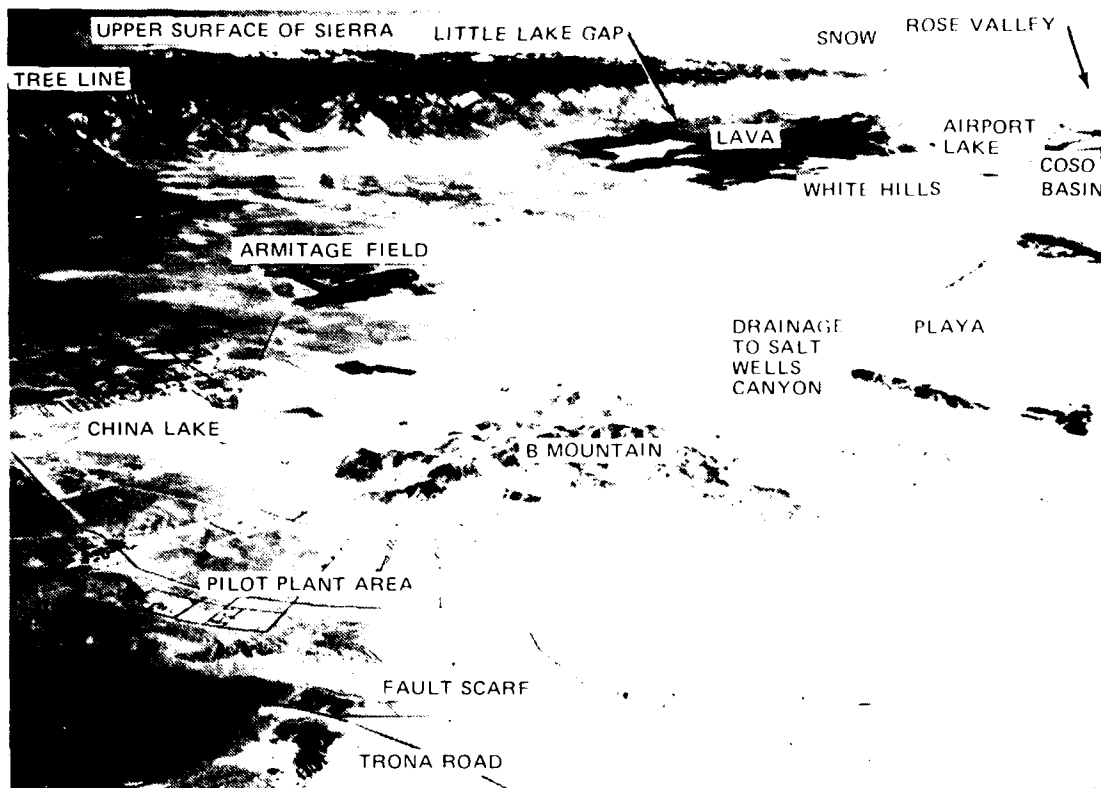 UPPER SURFACE OF SIERRA
LITTLE LAKE GAP
SNOW
ROSE VALLEY
TREE LINE
LAVA
AIRPORT
LAKE
COSO
BASIN
WHITE HILLS
ARMITAGE FIELD
DRAINAGE
TO SALT
WELLS
CANYON
PLAYA
CHINA LAKE
B MOUNTAIN
PILOT PLANT AREA
FAULT SCARF
TRONA ROAD